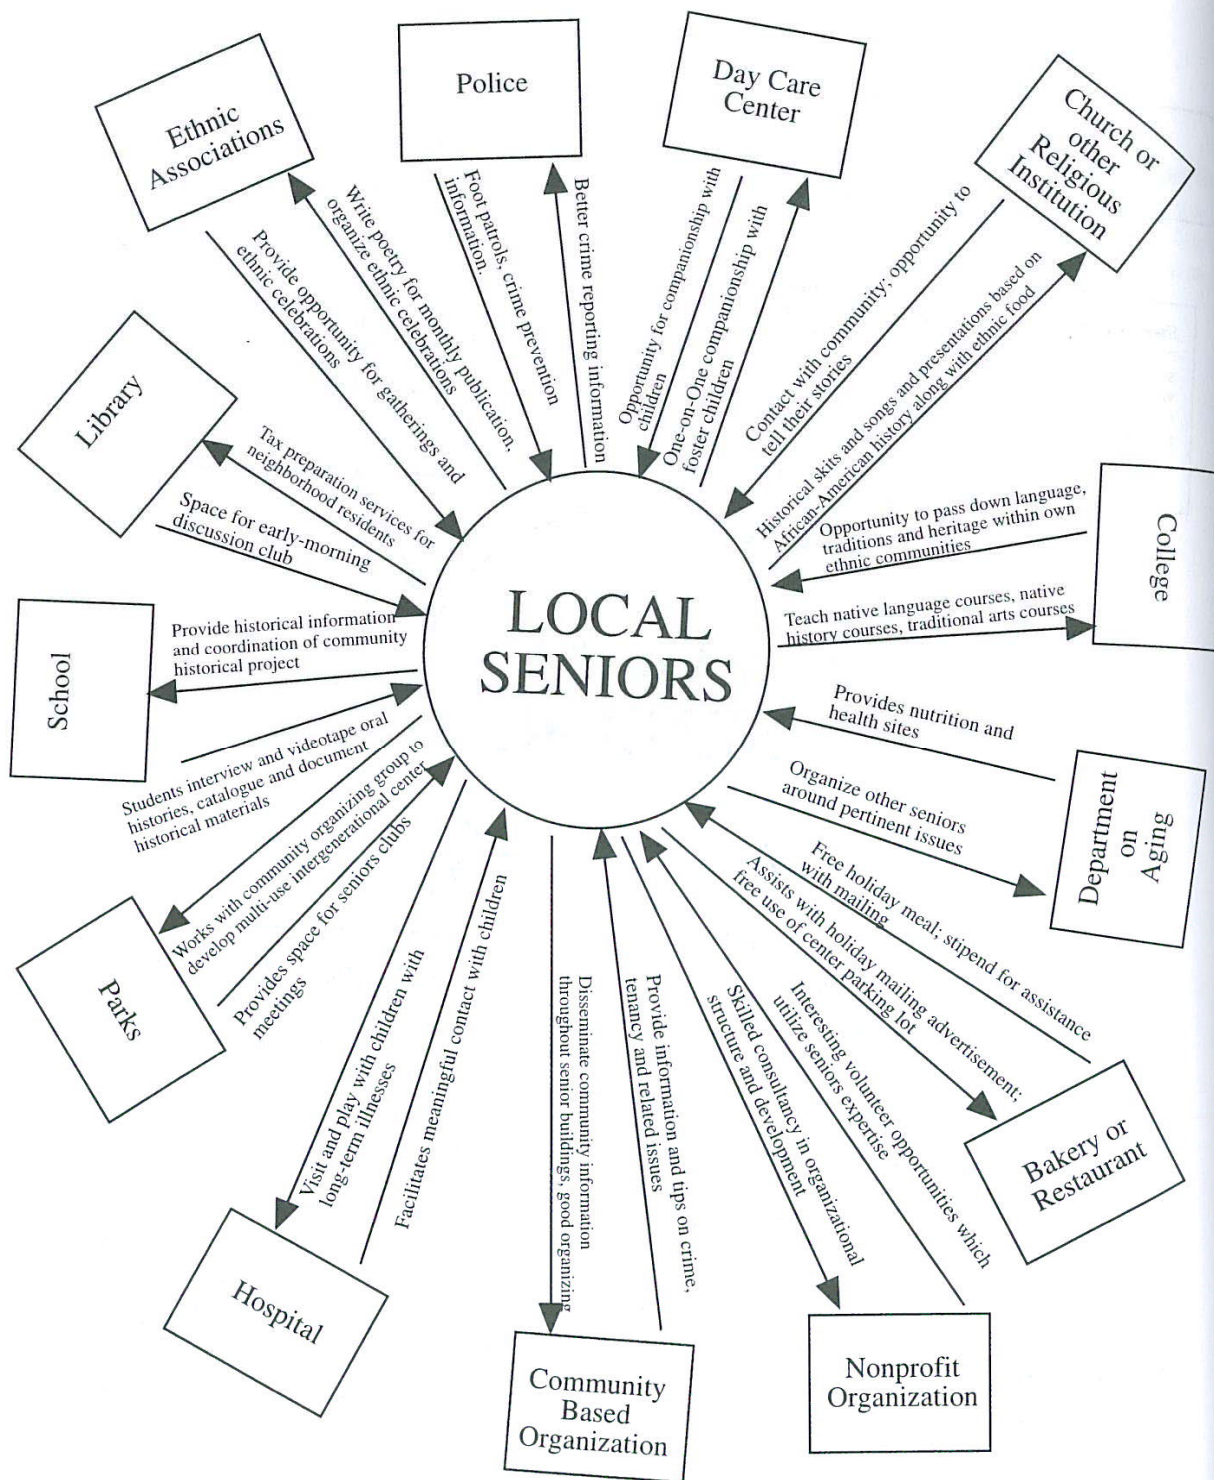 Ethnic
Associations
Police
Day Care
Center
Church or
other
Religious
Institution
Write poetry for monthly publication,
organize ethnic celebrations
Provide opportunity for gatherings and
ethnic celebrations
Foot patrols, crime prevention
information.
Better crime reporting information
Opportunity for companionship with
children
One-on-One companionship with
foster children
Contact with community; opportunity to
tell their stories
Historical skits and songs and presentations based on
African-American history along with ethnic food
Library
Tax preparation services for
neighborhood residents
Space for early-morning
discussion club
College
Opportunity to pass down language,
traditions and heritage within own
ethnic communities
Teach native language courses, native
history courses, traditional arts courses
LOCAL
SENIORS
School
Provide historical information
and coordination of community
historical project
Students interview and videotape oral
histories, catalogue and document
historical materials
Provides nutrition and
health sites
Organize other seniors
around pertinent issues
Department
on
Aging
Parks
Works with community organizing group to
develop multi-use intergenerational center
Provides space for seniors clubs
meetings
Free holiday meal; stipend for assistance
with mailing
Assists with holiday mailing advertisement;
free use of center parking lot
Bakery or
Restaurant
Visit and play with children with
long-term illnesses
Facilitates meaningful contact with children
Hospital
Disseminate community information
throughout senior buildings, good organizing
Provide information and tips on crime,
tenancy and related issues
Community
Based
Organization
Skilled consultancy in organizational
structure and development
Interesting volunteer opportunities which
utilize seniors expertise
Nonprofit
Organization